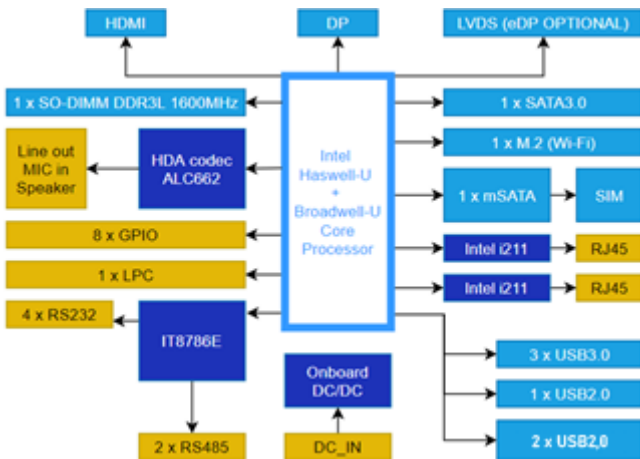 HDMI
DP
LVDS (eDP OPTIONAL)
1 x SO-DIMM DDR3L 1600MHz
1 x SATA3.0
Line out
MIC in
Speaker
HDA codec
ALC662
Intel
Haswell-U
+
Broadwell-U
Core
Processor
1 x M.2 (Wi-Fi)
1 x mSATA
SIM
8 x GPIO
Intel i211
RJ45
1 x LPC
Intel i211
RJ45
4 x RS232
IT8786E
Onboard
DC/DC
3 x USB3.0
1 x USB2.0
2 x RS485
DC_IN
2 x USB2,0